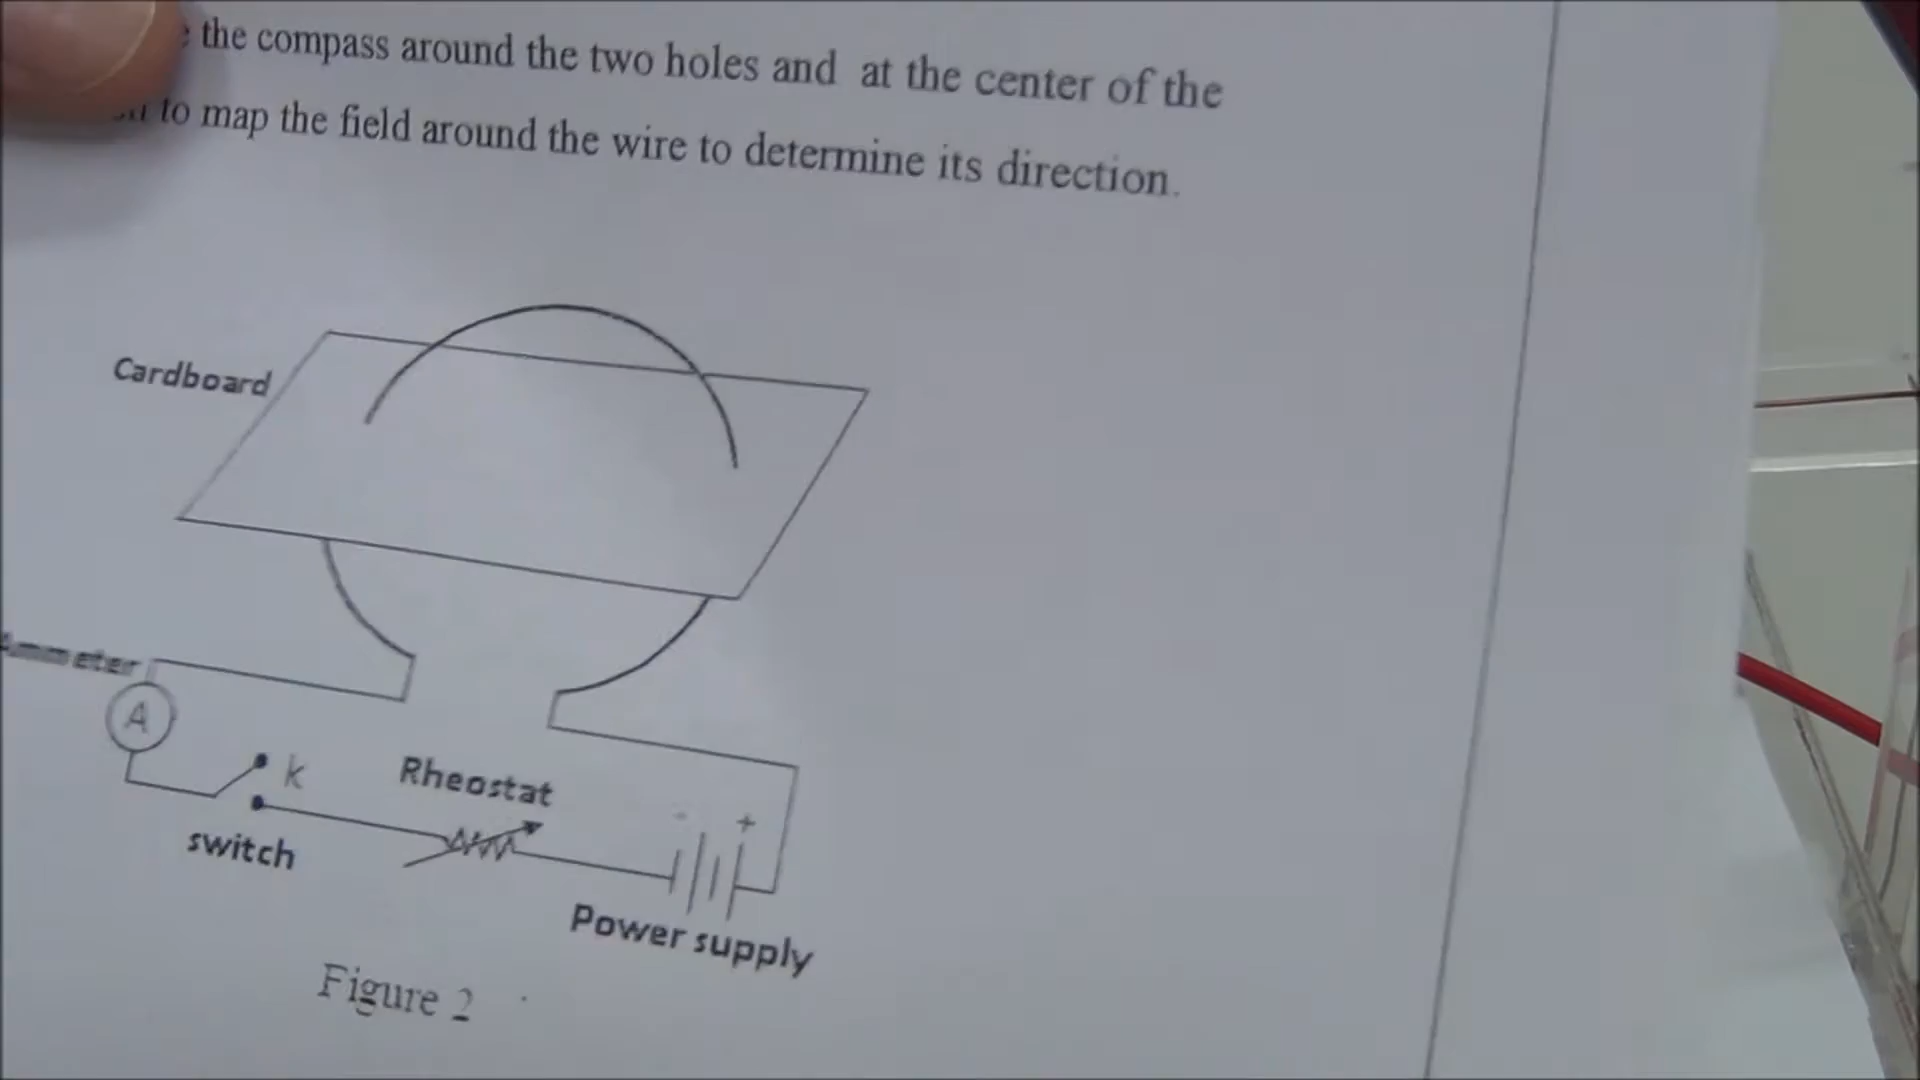 the compass around the two holes and at the center of the
to map the field around the wire to determine its direction.
Cardboard
Ammeter
A
k
Rheostat
switch
- +
Power supply
Figure 2